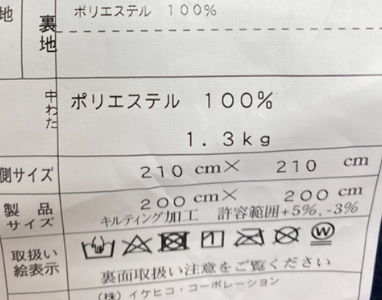 地
裏地
ポリエステル 100%
中わた
ポリエステル 100%
1.3kg
側サイズ 210 cm× 210 cm
製品サイズ 200 cm× 200 cm
キルティング加工 許容範囲+5%,-3%
取扱い絵表示
裏面取扱い注意をご覧ください
(株) イケヒコ・コーポレーション